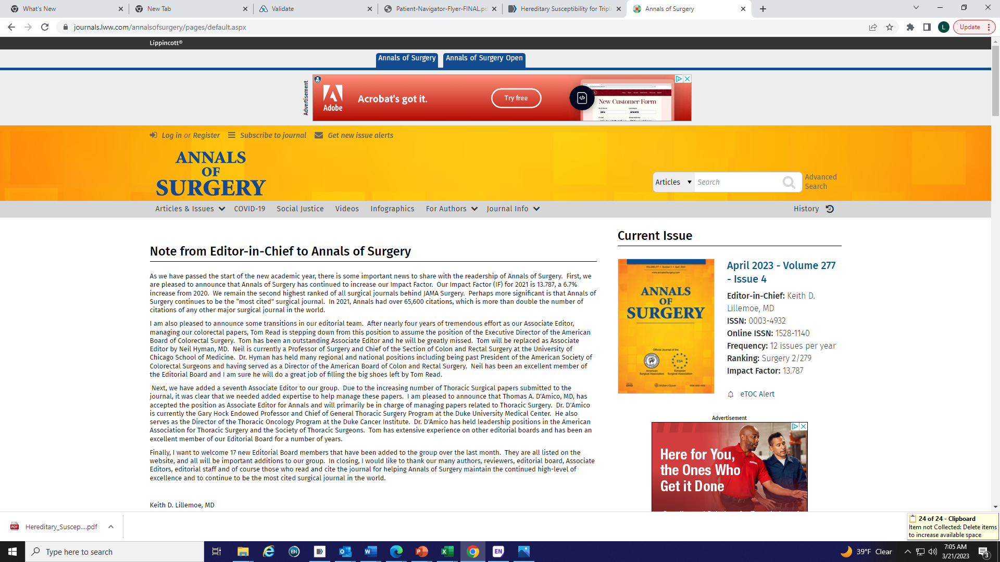 What's New
New Tab
Validate
Patient-Navigator-Flyer-FINAL.pd
Hereditary Susceptibility for Tripl
Annals of Surgery
journals.lww.com/annalsofsurgery/pages/default.aspx
L
Update
Lippincott®
Annals of Surgery
Annals of Surgery Open
Advertisement
Adobe
Acrobat's got it.
Try free
New Customer Form
Log in or Register
Subscribe to journal
Get new issue alerts
ANNALS
OF
SURGERY
Articles
Search
Advanced
Search
Articles & Issues
COVID-19
Social Justice
Videos
Infographics
For Authors
Journal Info
History
Note from Editor-in-Chief to Annals of Surgery
As we have passed the start of the new academic year, there is some important news to share with the readership of Annals of Surgery. First, we
are pleased to announce that Annals of Surgery has continued to increase our Impact Factor. Our Impact Factor (IF) for 2021 is 13.787, a 6.7%
increase from 2020. We remain the second highest ranked of all surgical journals behind JAMA Surgery. Perhaps more significant is that Annals of
Surgery continues to be the “most cited” surgical journal. In 2021, Annals had over 65,600 citations, which is more than double the number of
citations of any other major surgical journal in the world.
I am also pleased to announce some transitions in our editorial team. After nearly four years of tremendous effort as our Associate Editor,
managing our colorectal papers, Tom Read is stepping down from this position to assume the position of the Executive Director of the American
Board of Colorectal Surgery. Tom has been an outstanding Associate Editor and he will be greatly missed. Tom will be replaced as Associate
Editor by Neil Hyman, MD. Neil is currently a Professor of Surgery and Chief of the Section of Colon and Rectal Surgery at the University of
Chicago School of Medicine. Dr. Hyman has held many regional and national positions including being past President of the American Society of
Colorectal Surgeons and having served as a Director of the American Board of Colon and Rectal Surgery. Neil has been an excellent member of
the Editorial Board and I am sure he will do a great job of filling the big shoes left by Tom Read.
Next, we have added a seventh Associate Editor to our group. Due to the increasing number of Thoracic Surgical papers submitted to the
journal, it was clear that we needed added expertise to help manage these papers. I am pleased to announce that Thomas A. D'Amico, MD, has
accepted the position as Associate Editor for Annals and will primarily be in charge of managing papers related to Thoracic Surgery. Dr. D'Amico
is currently the Gary Hock Endowed Professor and Chief of General Thoracic Surgery Program at the Duke University Medical Center. He also
serves as the Director of the Thoracic Oncology Program at the Duke Cancer Institute. Dr. D'Amico has held leadership positions in the American
Association for Thoracic Surgery and the Society of Thoracic Surgeons. Tom has extensive experience on other editorial boards and has been an
excellent member of our Editorial Board for a number of years.
Finally, I want to welcome 17 new Editorial Board members that have been added to the group over the last month. They are all listed on the
website, and all will be important additions to our group. In closing, I would like to thank our many authors, reviewers, editorial board, Associate
Editors, editorial staff and of course those who read and cite the journal for helping Annals of Surgery maintain the continued high-level of
excellence and to continue to be the most cited surgical journal in the world.
Keith D. Lillemoe, MD
Current Issue
ANNALS
OF
SURGERY
April 2023 - Volume 277
- Issue 4
Editor-in-Chief: Keith D.
Lillemoe, MD
ISSN: 0003-4932
Online ISSN: 1528-1140
Frequency: 12 issues per year
Ranking: Surgery 2/279
Impact Factor: 13.787
eTOC Alert
Advertisement
Here for You,
the Ones Who
Get it Done
Hereditary_Suscep....pdf
24 of 24 - Clipboard
Item not Collected: Delete items
to increase available space
Type here to search
39°F Clear
7:05 AM
3/21/2023
3